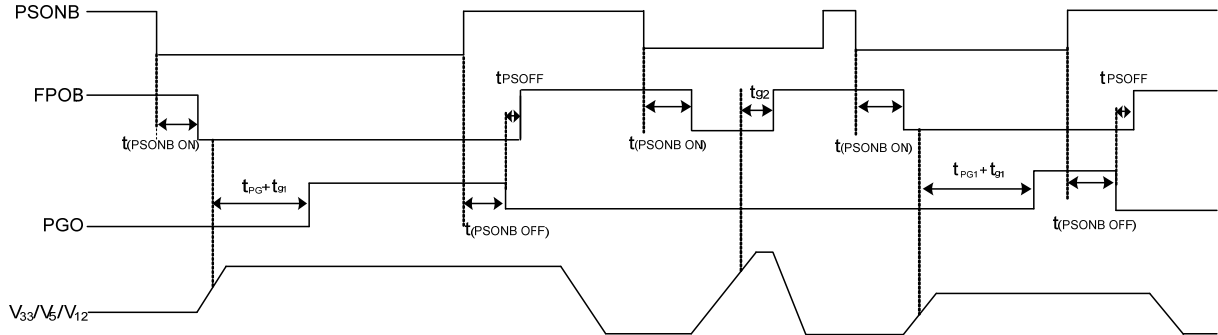 PSONB
tPSOFF
tPSOFF
FPOB
tg2
t(PSONB ON)
t(PSONB ON)
t(PSONB ON)
tPG+tg1
tPG1+tg1
PGO
t(PSONB OFF)
t(PSONB OFF)
V33/V5/V12